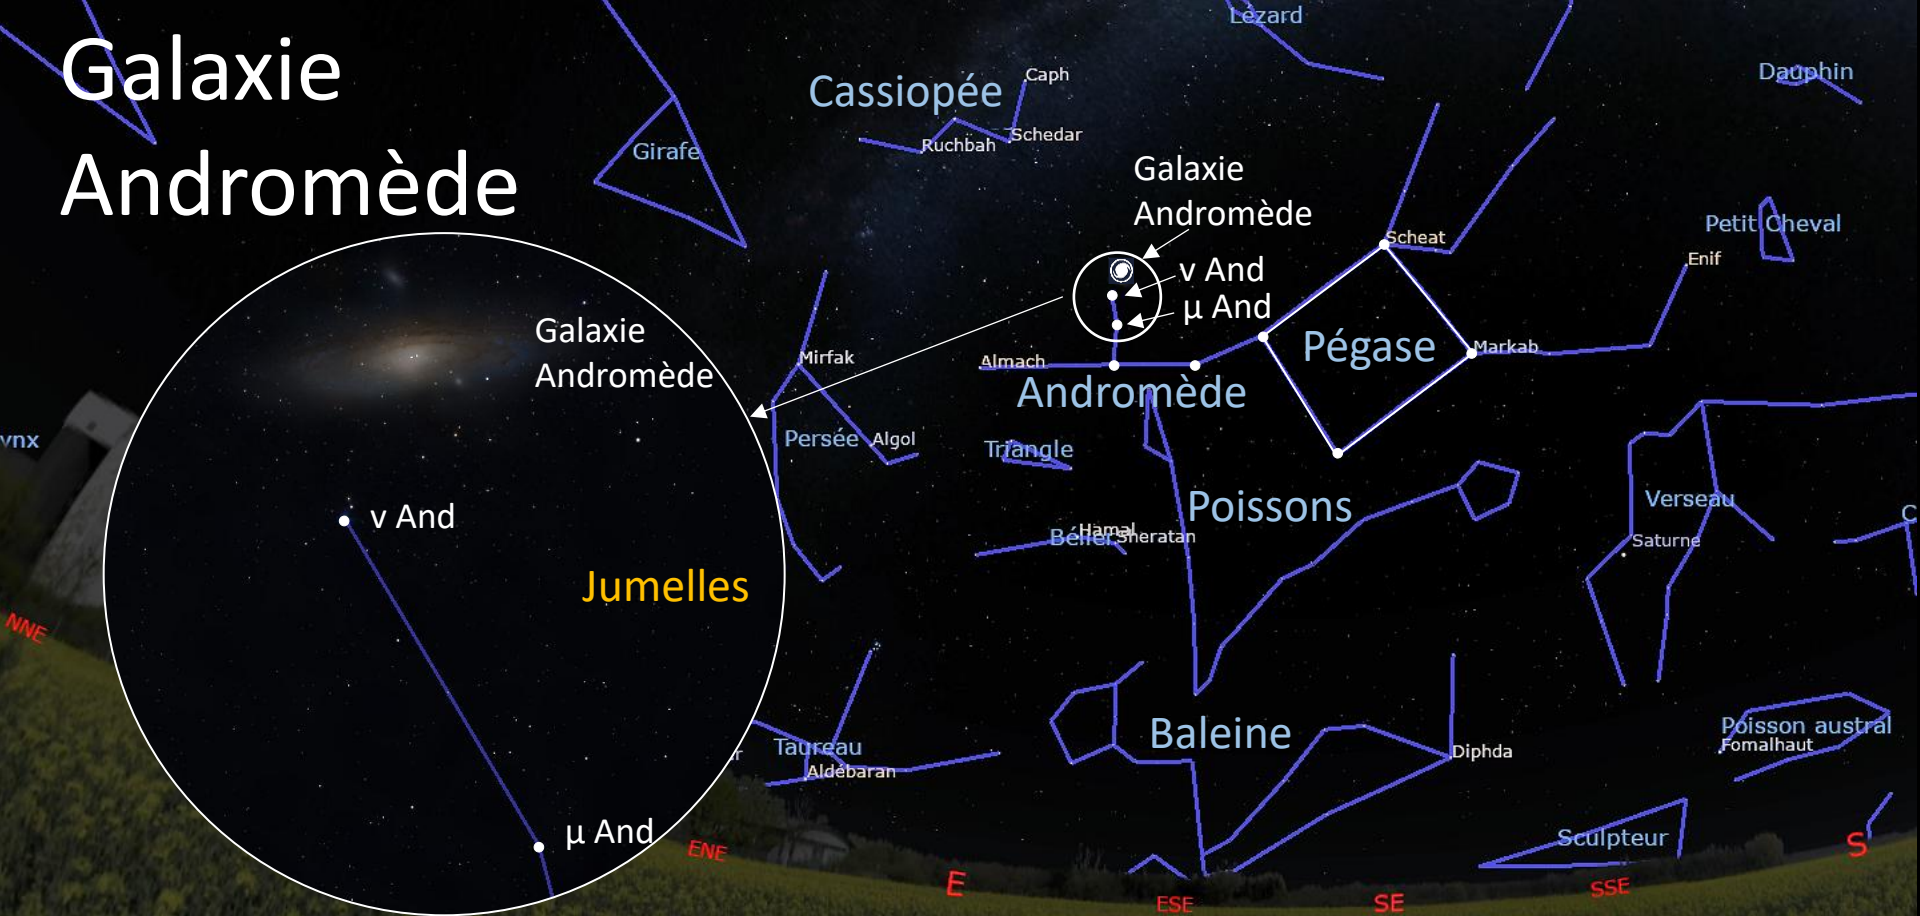 Galaxie
Andromède
Lézard
Cassiopée
Caph
Dauphin
Girafe
Ruchbah
Schedar
Galaxie
Andromède
Petit Cheval
Scheat
Enif
ν And
μ And
Galaxie
Andromède
Mirfak
Almach
Pégase
Markab
Andromède
ynx
Persée
Algol
Triangle
Poissons
Verseau
C
ν And
Bélier
Hamal
Sheratan
Saturne
Jumelles
NNE
Baleine
Taureau
r
Aldébaran
Diphda
Poisson austral
Fomalhaut
μ And
ENE
Sculpteur
S
E
ESE
SE
SSE